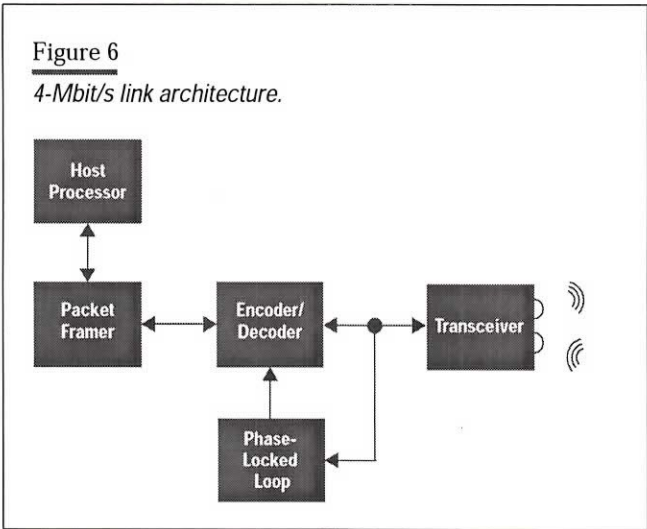 Figure 6
4-Mbit/s link architecture.
Host
Processor
Packet
Framer
Encoder/
Decoder
Transceiver
Phase-
Locked
Loop